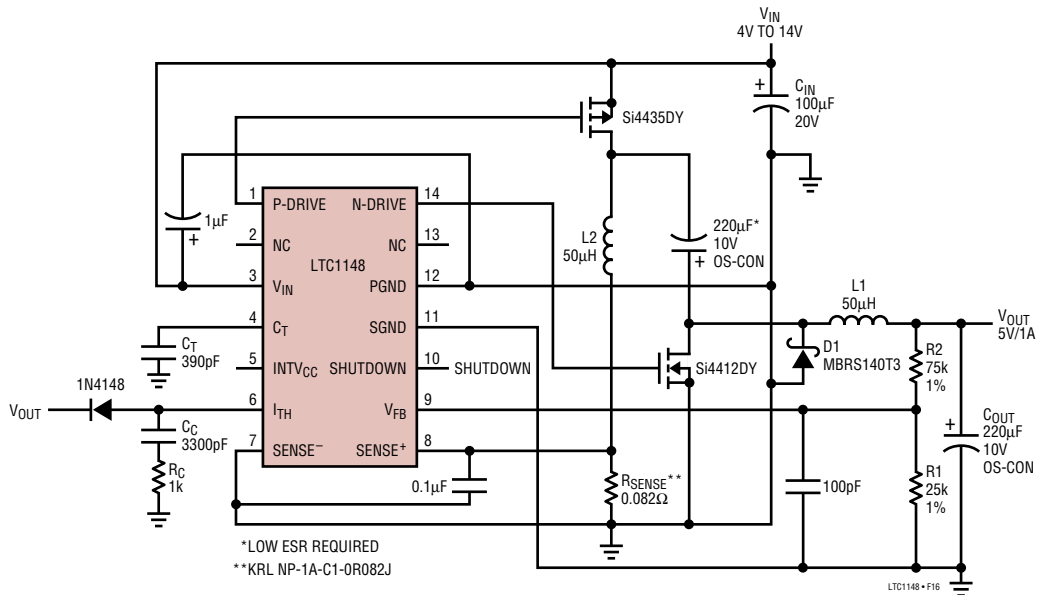 V_IN
4V TO 14V
+
C_IN
100µF
20V
Si4435DY
1
P-DRIVE
N-DRIVE
14
1µF
+
2
NC
NC
13
LTC1148
3
V_IN
PGND
12
4
C_T
SGND
11
C_T
390pF
5
INTV_CC
SHUTDOWN
10
SHUTDOWN
1N4148
V_OUT
6
I_TH
V_FB
9
C_C
3300pF
7
SENSE⁻
SENSE⁺
8
R_C
1k
0.1µF
L2
50µH
220µF*
10V
+ OS-CON
L1
50µH
V_OUT
5V/1A
D1
MBRS140T3
Si4412DY
R2
75k
1%
+
C_OUT
220µF
10V
OS-CON
R1
25k
1%
100pF
R_SENSE**
0.082Ω
*LOW ESR REQUIRED
**KRL NP-1A-C1-0R082J
LTC1148 • F16